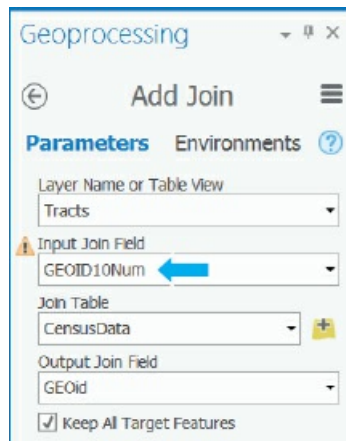 Geoprocessing
Add Join
Parameters Environments ?
Layer Name or Table View
Tracts
Input Join Field
GEOID10Num
Join Table
CensusData
Output Join Field
GEOid
Keep All Target Features